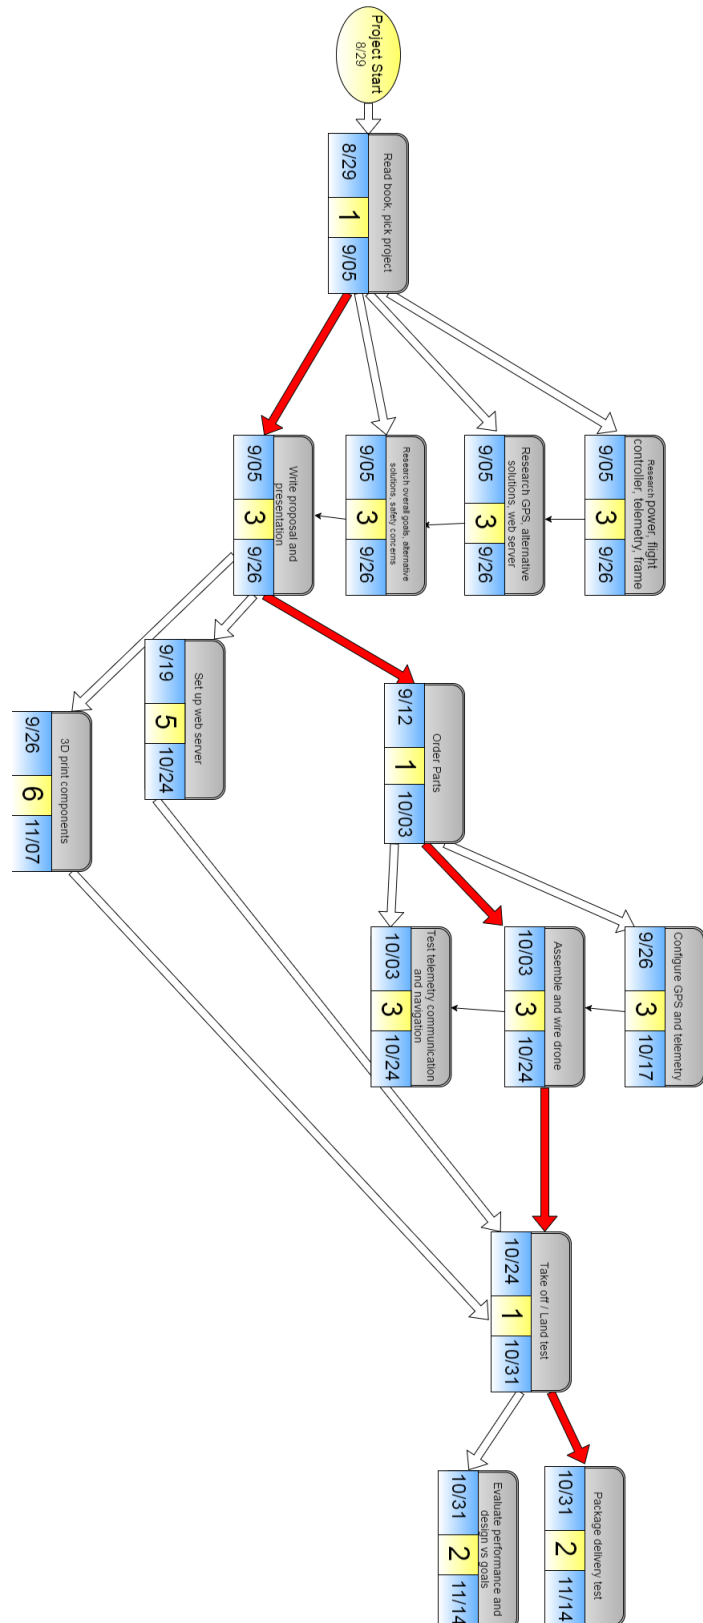 Project Start
8/29
Read book, pick project
8/29 1 9/05
Research power, flight
controller, telemetry, frame
9/05 3 9/26
Research GPS, alternative
solutions, web server
9/05 3 9/26
Research overall goals, alternative
solutions, safety concerns
9/05 3 9/26
Write proposal and
presentation
9/05 3 9/26
Set up web server
9/19 5 10/24
3D print components
9/26 6 11/07
Order Parts
9/12 1 10/03
Configure GPS and telemetry
9/26 3 10/17
Assemble and wire drone
10/03 3 10/24
Test telemetry communication
and navigation
10/03 3 10/24
Take off / Land test
10/24 1 10/31
Package delivery test
10/31 2 11/14
Evaluate performance and
design vs goals
10/31 2 11/14